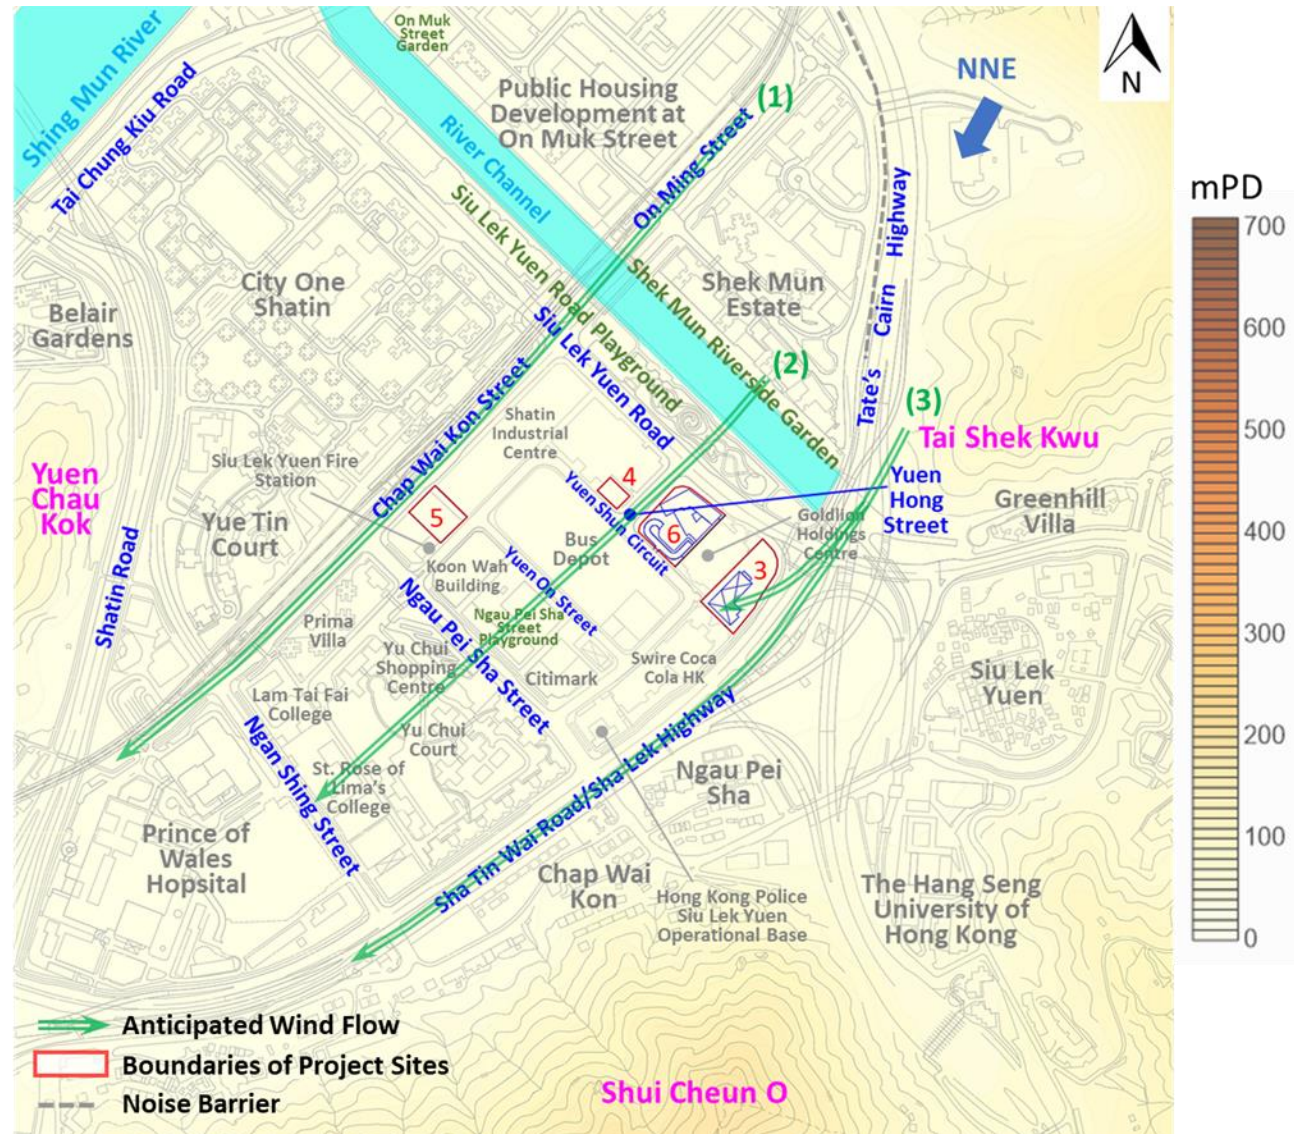 On Muk
Street
Garden
Shing Mun River
Tai Chung Kiu Road
Public Housing
Development at
On Muk Street
(1)
NNE
N
River Channel
On Ming Street
Siu Lek Yuen Road Playground
Shek Mun Riverside Garden
Shek Mun
Estate
Tate's Cairn Highway
City One
Shatin
Belair
Gardens
Siu Lek Yuen Road
(2)
(3)
Tai Shek Kwu
Chap Wai Kon Street
Shatin
Industrial
Centre
Siu Lek Yuen Fire
Station
Yuen
Chau
Kok
Yue Tin
Court
Shatin Road
4
5
6
3
Yuen Shun Circuit
Yuen
Hong
Street
Goldlion
Holdings
Centre
Greenhill
Villa
Bus
Depot
Koon Wah
Building
Yuen On Street
Ngau Pei Sha
Street
Playground
Ngau Pei Sha Street
Prima
Villa
Yu Chui
Shopping
Centre
Citimark
Swire Coca
Cola HK
Siu Lek
Yuen
Lam Tai Fai
College
Yu Chui
Court
Ngan Shing Street
St. Rose of
Lima's
College
Sha Tin Wai Road/Sha Lek Highway
Ngau Pei
Sha
Prince of
Wales
Hopsital
Chap Wai
Kon
Hong Kong Police
Siu Lek Yuen
Operational Base
The Hang Seng
University of
Hong Kong
Shui Cheun O
Anticipated Wind Flow
Boundaries of Project Sites
Noise Barrier
mPD
700
600
500
400
300
200
100
0